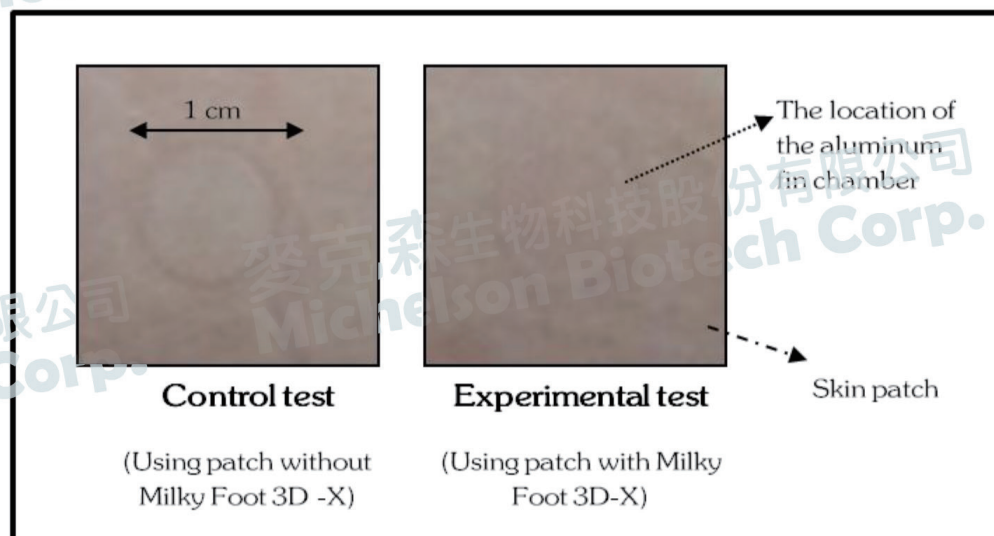 1 cm
The location of
the aluminum
fin chamber
麥克森生物科技股份有限公司
Michelson Biotech Corp.
限公司
Corp.
Skin patch
Control test
Experimental test
(Using patch without
Milky Foot 3D -X)
(Using patch with Milky
Foot 3D-X)